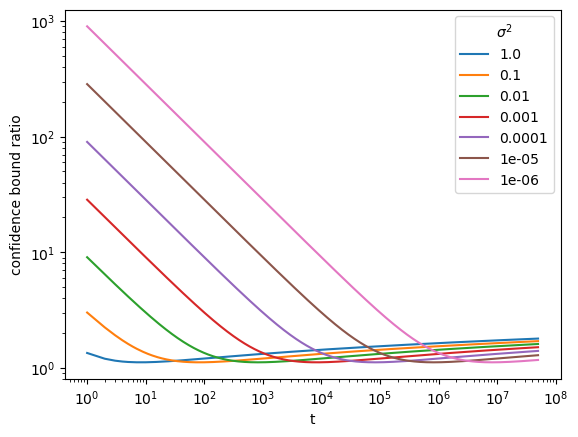 confidence bound ratio
10³
10²
10¹
10⁰
σ²
1.0
0.1
0.01
0.001
0.0001
1e-05
1e-06
10⁰ 10¹ 10² 10³ 10⁴ 10⁵ 10⁶ 10⁷ 10⁸
t